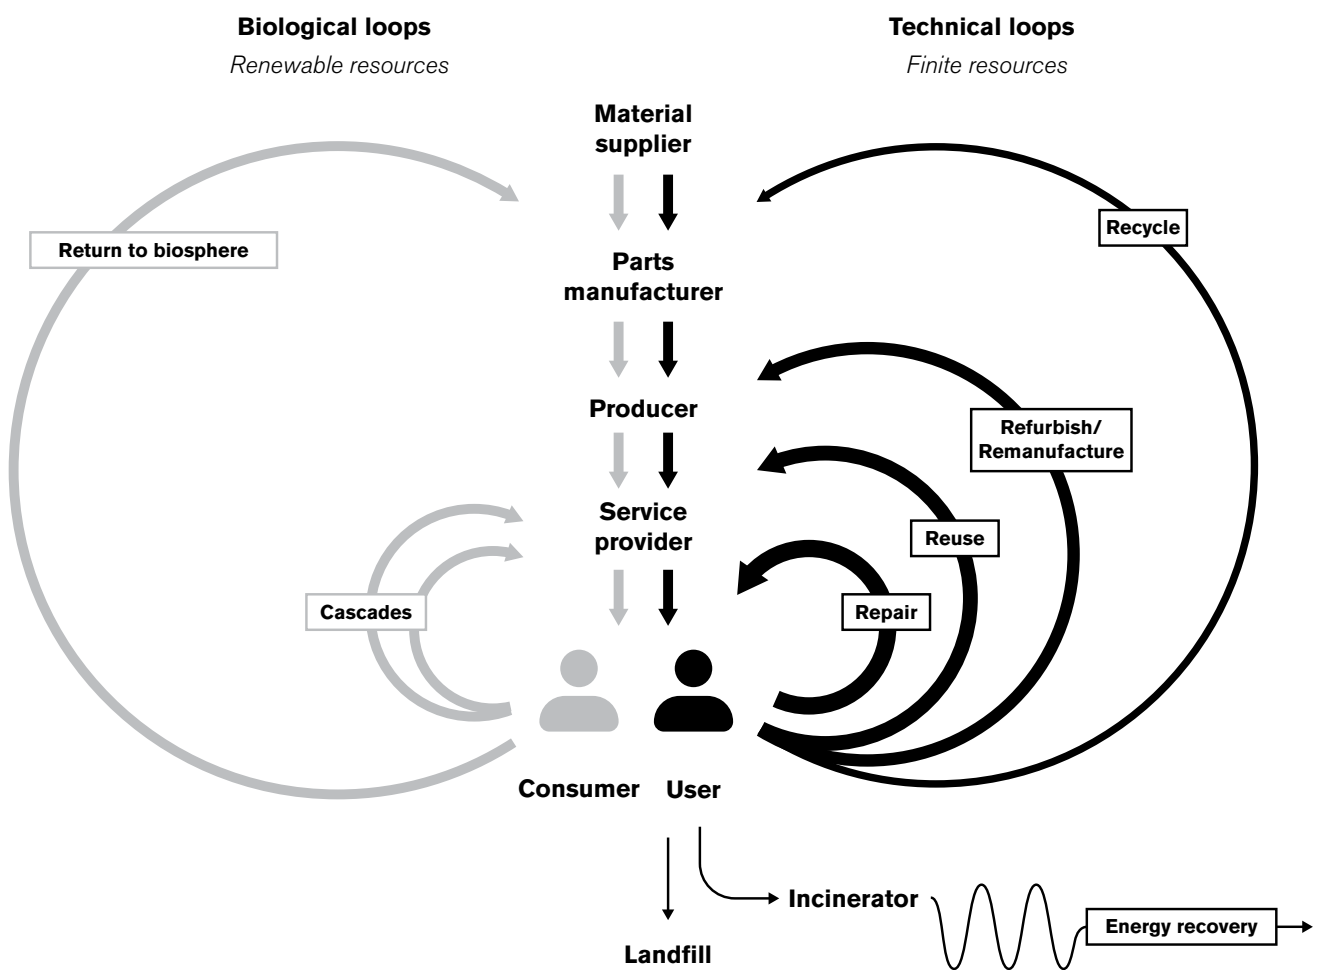 Biological loops
Renewable resources
Technical loops
Finite resources
Material
supplier
Return to biosphere
Recycle
Parts
manufacturer
Producer
Refurbish/
Remanufacture
Service
provider
Reuse
Cascades
Repair
Consumer
User
Incinerator
Energy recovery
Landfill